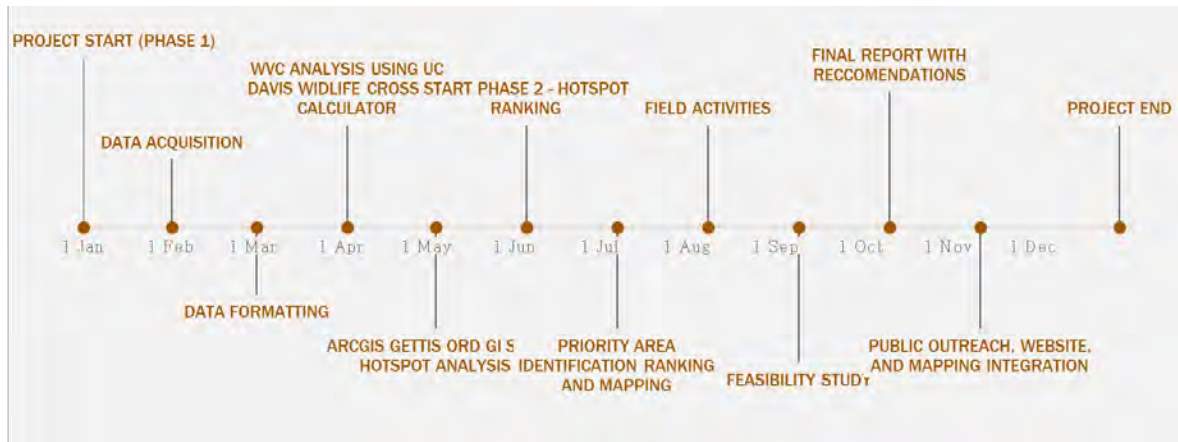 PROJECT START (PHASE 1)
WVC ANALYSIS USING UC
DAVIS WIDLIFE CROSS START PHASE 2 - HOTSPOT
CALCULATOR
RANKING
FINAL REPORT WITH
RECCOMENDATIONS
FIELD ACTIVITIES
PROJECT END
DATA ACQUISITION
1 Jan 1 Feb 1 Mar 1 Apr 1 May 1 Jun 1 Jul 1 Aug 1 Sep 1 Oct 1 Nov 1 Dec
DATA FORMATTING
ARCGIS GETTIS ORD GI S
HOTSPOT ANALYSIS
PRIORITY AREA
IDENTIFICATION RANKING
AND MAPPING
FEASIBILITY STUDY
PUBLIC OUTREACH, WEBSITE,
AND MAPPING INTEGRATION